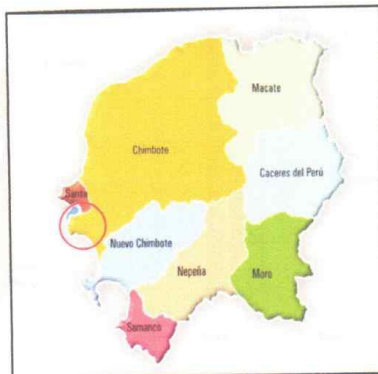 Macate
Chimbote
Caceres del Perú
Santa
Nuevo Chimbote
Nepeña
Moro
Samanco